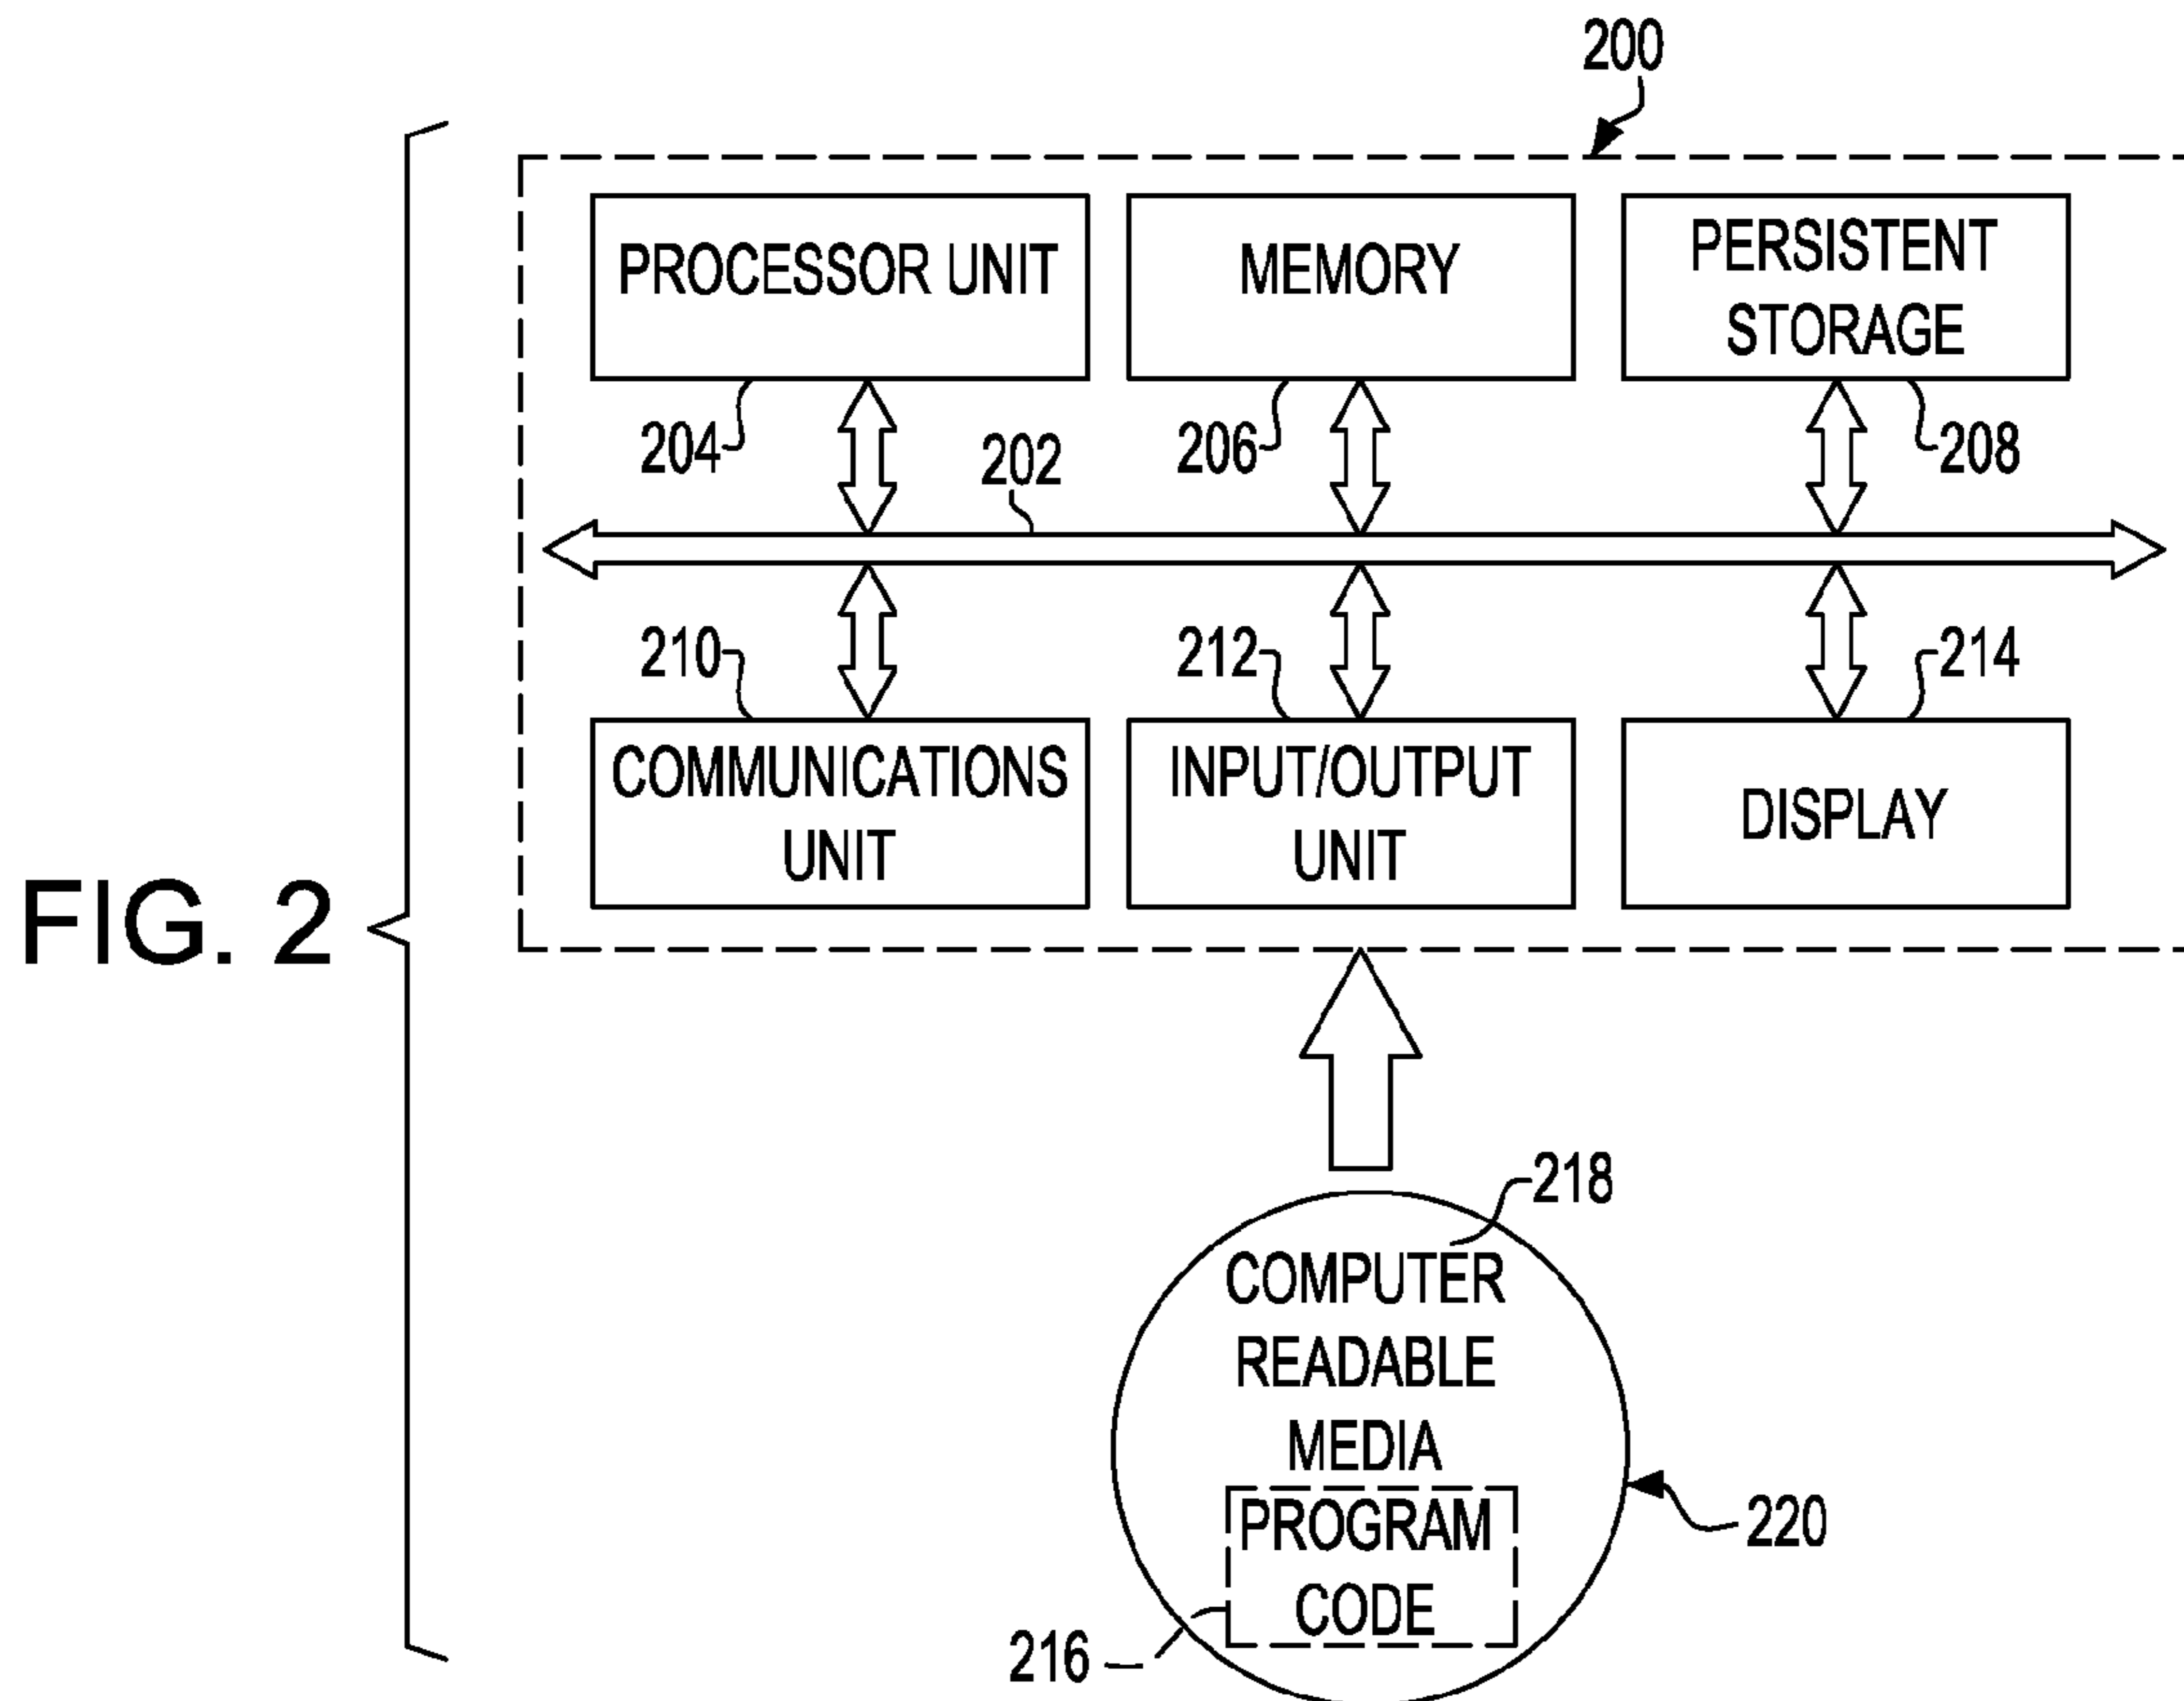 200
PROCESSOR UNIT
MEMORY
PERSISTENT
STORAGE
204
202
206
208
210
212
214
COMMUNICATIONS
UNIT
INPUT/OUTPUT
UNIT
DISPLAY
FIG. 2
218
COMPUTER
READABLE
MEDIA
PROGRAM
CODE
220
216